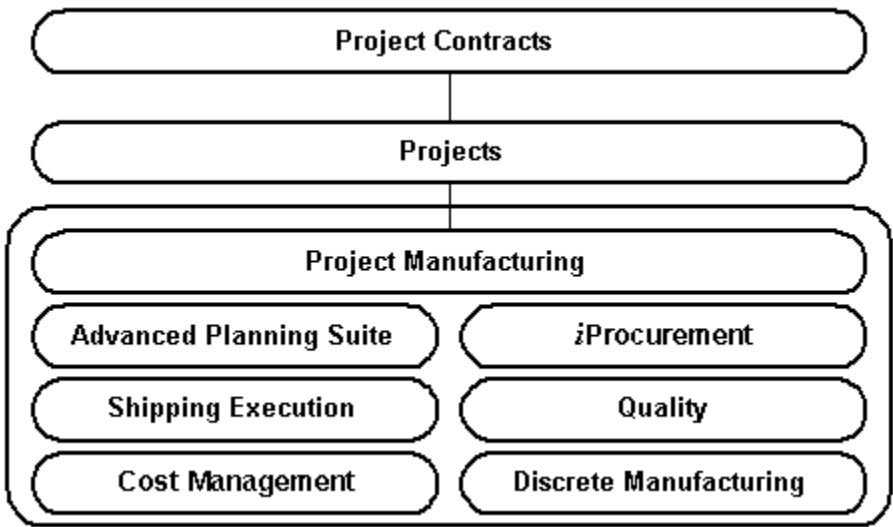 Project Contracts
Projects
Project Manufacturing
Advanced Planning Suite
iProcurement
Shipping Execution
Quality
Cost Management
Discrete Manufacturing